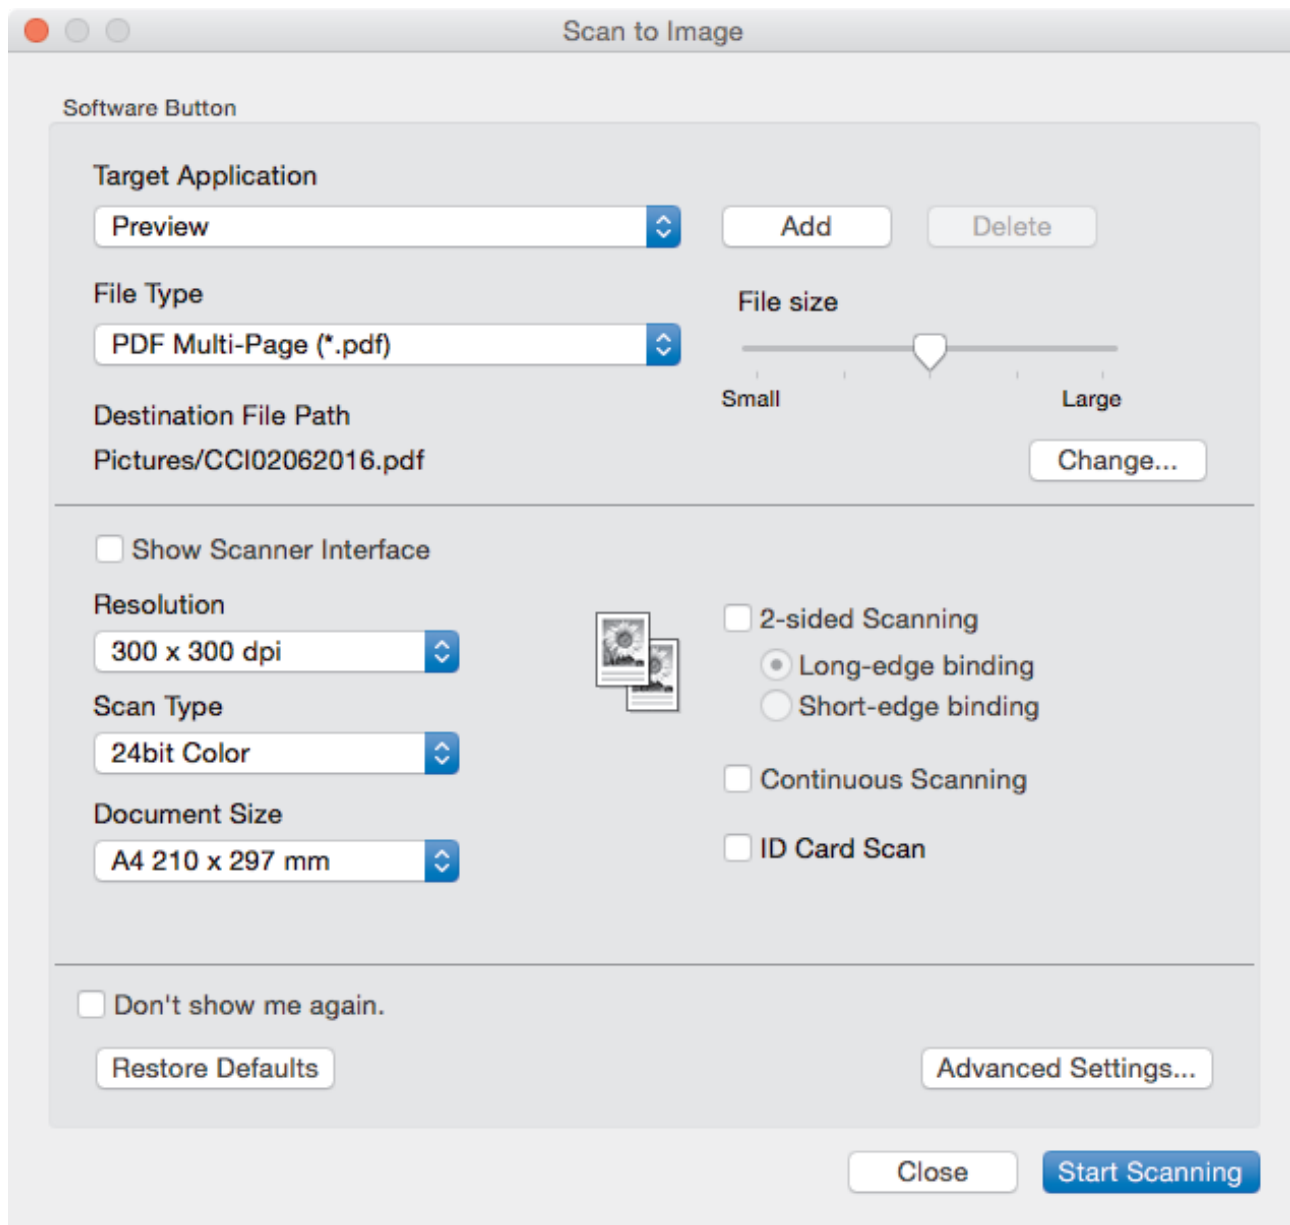 Scan to Image
Software Button
Target Application
Preview
Add
Delete
File Type
File size
PDF Multi-Page (*.pdf)
Small
Large
Destination File Path
Pictures/CCI02062016.pdf
Change...
Show Scanner Interface
Resolution
300 x 300 dpi
2-sided Scanning
Long-edge binding
Short-edge binding
Scan Type
24bit Color
Continuous Scanning
Document Size
A4 210 x 297 mm
ID Card Scan
Don't show me again.
Restore Defaults
Advanced Settings...
Close
Start Scanning